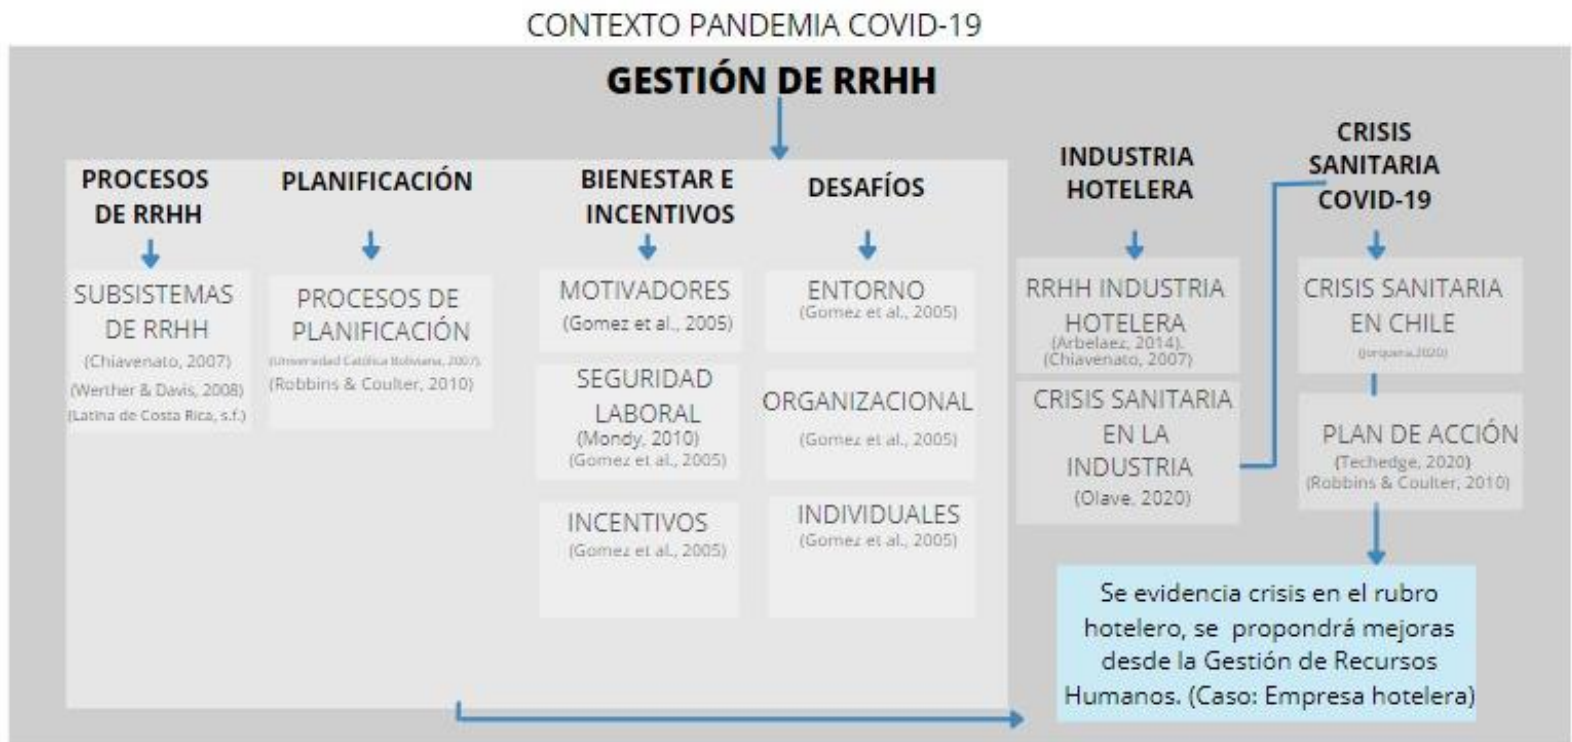 CONTEXTO PANDEMIA COVID-19
GESTIÓN DE RRHH
PROCESOS
DE RRHH
SUBSISTEMAS
DE RRHH
(Chiavenato, 2007)
(Werther & Davis, 2008)
(Latina de Costa Rica, s.f.)
PLANIFICACIÓN
PROCESOS DE
PLANIFICACIÓN
(Universidad Católica Boliviana, 2007).
(Robbins & Coulter, 2010)
BIENESTAR E
INCENTIVOS
MOTIVADORES
(Gomez et al., 2005)
SEGURIDAD
LABORAL
(Mondy, 2010)
(Gomez et al., 2005)
INCENTIVOS
(Gomez et al., 2005)
DESAFÍOS
ENTORNO
(Gomez et al., 2005)
ORGANIZACIONAL
(Gomez et al., 2005)
INDIVIDUALES
(Gomez et al., 2005)
INDUSTRIA
HOTELERA
RRHH INDUSTRIA
HOTELERA
(Arbelaez, 2014).
(Chiavenato, 2007)
CRISIS SANITARIA
EN LA
INDUSTRIA
(Olave, 2020)
CRISIS
SANITARIA
COVID-19
CRISIS SANITARIA
EN CHILE
(Jorquera,2020)
PLAN DE ACCIÓN
(Techedge, 2020)
(Robbins & Coulter, 2010)
Se evidencia crisis en el rubro
hotelero, se propondrá mejoras
desde la Gestión de Recursos
Humanos. (Caso: Empresa hotelera)